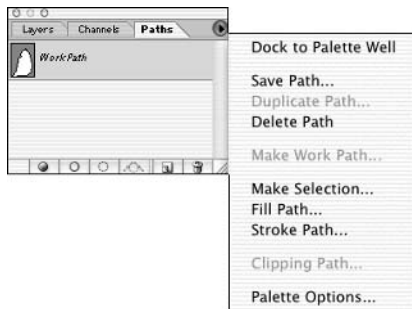 Layers Channels Paths
Work Path
Dock to Palette Well
Save Path...
Duplicate Path...
Delete Path
Make Work Path...
Make Selection...
Fill Path...
Stroke Path...
Clipping Path...
Palette Options...